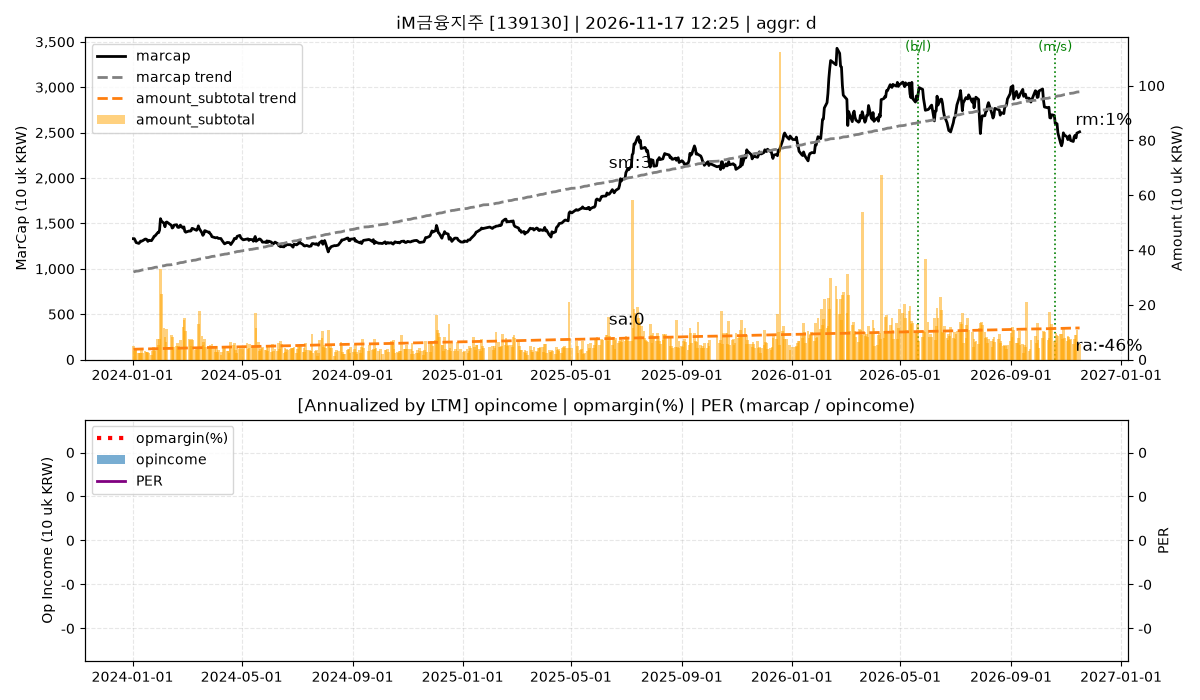 iM금융지주 [139130] | 2026-11-17 12:25 | aggr: d
marcap
marcap trend
amount_subtotal trend
amount_subtotal
(b/l)
(m/s)
3,500
3,000
2,500
2,000
1,500
1,000
500
0
MarCap (10 uk KRW)
100
80
60
40
20
0
Amount (10 uk KRW)
rm:1%
sm:3
sa:0
ra:-46%
2024-01-01
2024-05-01
2024-09-01
2025-01-01
2025-05-01
2025-09-01
2026-01-01
2026-05-01
2026-09-01
2027-01-01
[Annualized by LTM] opincome | opmargin(%) | PER (marcap / opincome)
opmargin(%)
opincome
PER
0
0
0
-0
-0
Op Income (10 uk KRW)
0
0
0
-0
-0
PER
2024-01-01
2024-05-01
2024-09-01
2025-01-01
2025-05-01
2025-09-01
2026-01-01
2026-05-01
2026-09-01
2027-01-01